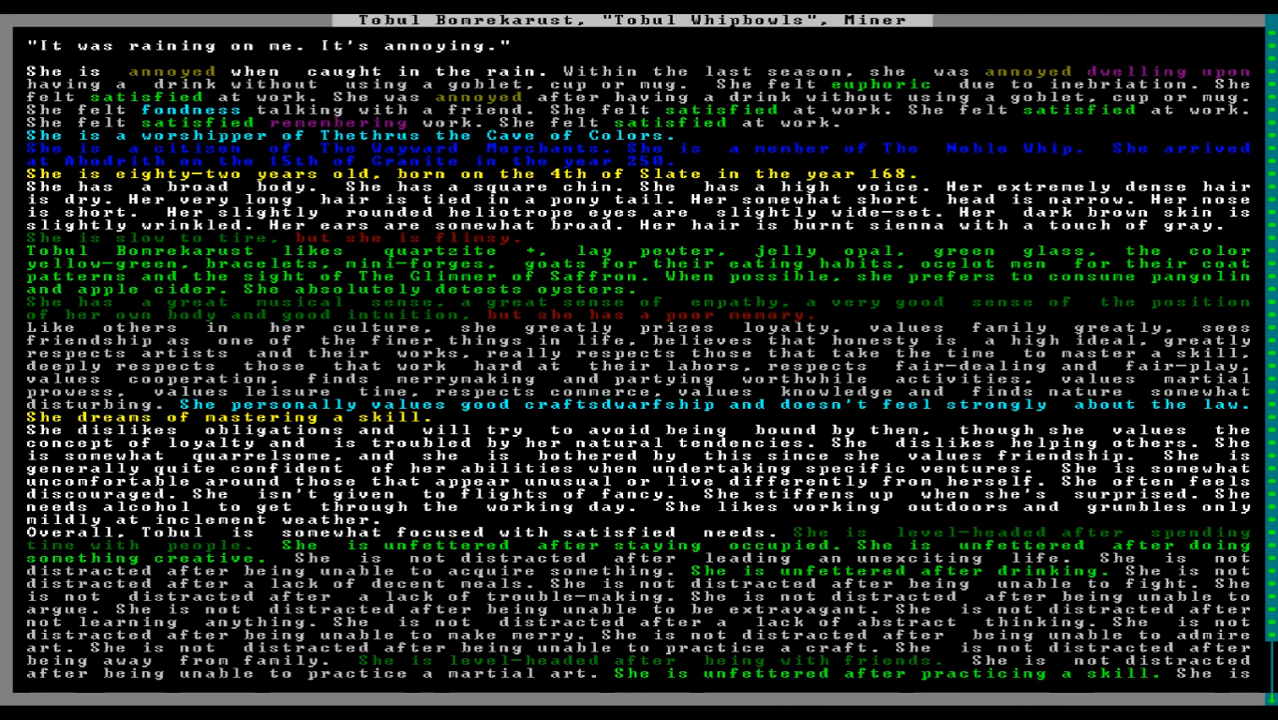 Tobul Bomrekarust, "Tobul Whipbowls", Miner
"It was raining on me. It's annoying."
She is annoyed when caught in the rain. Within the last season, she was annoyed dwelling upon
having a drink without using a goblet, cup or mug. She felt euphoric due to inebriation. She
felt satisfied at work. She was annoyed after having a drink without using a goblet, cup or mug.
She felt fondness talking with a friend. She felt satisfied at work. She felt satisfied at work.
She felt satisfied remembering work. She felt satisfied at work.
She is a worshipper of Thethrus the Cave of Colors.
She is a citizen of The Wayward Merchants. She is a member of The Noble Whip. She arrived
at Ahodrith on the 15th of Granite in the year 250.
She is eighty-two years old, born on the 4th of Slate in the year 168.
She has a broad body. She has a square chin. She has a high voice. Her extremely dense hair
is dry. Her very long hair is tied in a pony tail. Her somewhat short head is narrow. Her nose
is short. Her slightly rounded heliotrope eyes are slightly wide-set. Her dark brown skin is
slightly wrinkled. Her ears are somewhat broad. Her hair is burnt sienna with a touch of gray.
She is slow to tire, but she is flimsy.
Tobul Bomrekarust likes quartzite , lay pewter, jelly opal, green glass, the color
yellow-green, bracelets, mini-forges, goats for their eating habits, ocelot men for their coat
patterns and the sight of The Glimmer of Saffron. When possible, she prefers to consume pangolin
and apple cider. She absolutely detests oysters.
She has a great musical sense, a great sense of empathy, a very good sense of the position
of her own body and good intuition, but she has a poor memory.
Like others in her culture, she greatly prizes loyalty, values family greatly, sees
friendship as one of the finer things in life, believes that honesty is a high ideal, greatly
respects artists and their works, really respects those that take the time to master a skill,
deeply respects those that work hard at their labors, respects fair-dealing and fair-play,
values cooperation, finds merrymaking and partying worthwhile activities, values martial
prowess, values leisure time, respects commerce, values knowledge and finds nature somewhat
disturbing. She personally values good craftsdwarfship and doesn't feel strongly about the law.
She dreams of mastering a skill.
She dislikes obligations and will try to avoid being bound by them, though she values the
concept of loyalty and is troubled by her natural tendencies. She dislikes helping others. She
is somewhat quarrelsome, and she is bothered by this since she values friendship. She is
generally quite confident of her abilities when undertaking specific ventures. She is somewhat
uncomfortable around those that appear unusual or live differently from herself. She often feels
discouraged. She isn't given to flights of fancy. She stiffens up when she's surprised. She
needs alcohol to get through the working day. She likes working outdoors and grumbles only
mildly at inclement weather.
Overall, Tobul is somewhat focused with satisfied needs. She is level-headed after spending
time with people. She is unfettered after staying occupied. She is unfettered after doing
something creative. She is not distracted after leading an unexciting life. She is not
distracted after being unable to acquire something. She is unfettered after drinking. She is not
distracted after a lack of decent meals. She is not distracted after being unable to fight. She
is not distracted after a lack of trouble-making. She is not distracted after being unable to
argue. She is not distracted after being unable to be extravagant. She is not distracted after
not learning anything. She is not distracted after a lack of abstract thinking. She is not
distracted after being unable to make merry. She is not distracted after being unable to admire
art. She is not distracted after being unable to practice a craft. She is not distracted after
being away from family. She is level-headed after being with friends. She is not distracted
after being unable to practice a martial art. She is unfettered after practicing a skill. She is